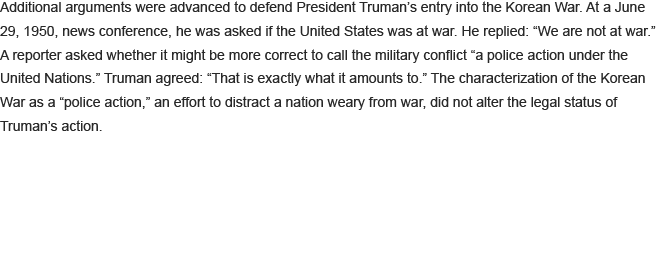 Additional arguments were advanced to defend President Truman’s entry into the Korean War. At a June
29, 1950, news conference, he was asked if the United States was at war. He replied: “We are not at war.”
A reporter asked whether it might be more correct to call the military conflict “a police action under the
United Nations.” Truman agreed: “That is exactly what it amounts to.” The characterization of the Korean
War as a “police action,” an effort to distract a nation weary from war, did not alter the legal status of
Truman’s action.